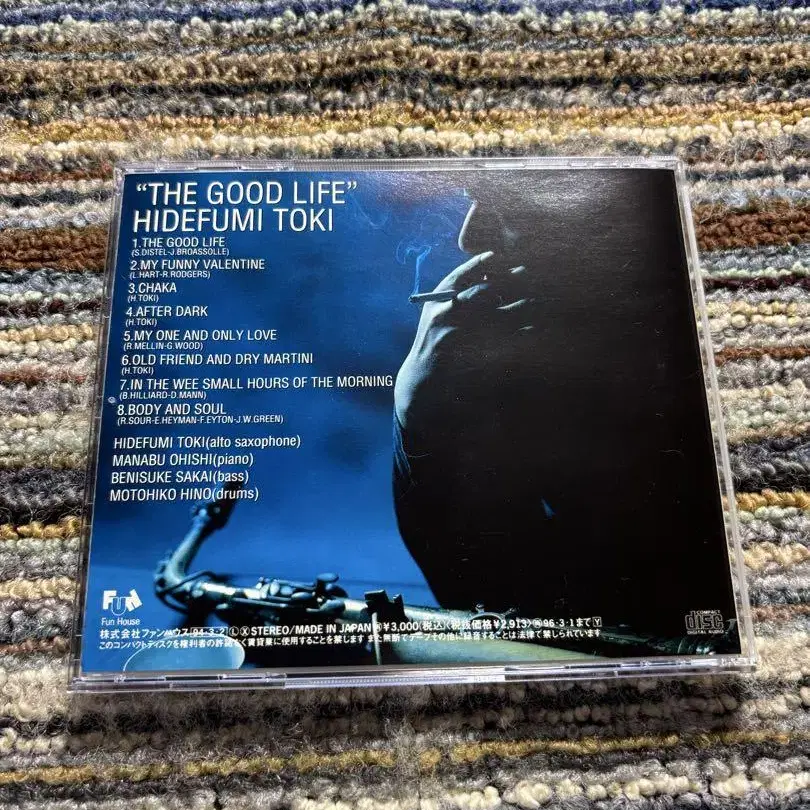 "THE GOOD LIFE"
HIDEFUMI TOKI
1.THE GOOD LIFE
(S.DISTEL-J.BROASSOLLE)
2.MY FUNNY VALENTINE
(L.HART-R.RODGERS)
3.CHAKA
(H.TOKI)
4.AFTER DARK
(H.TOKI)
5.MY ONE AND ONLY LOVE
(R.MELLIN-G.WOOD)
6.OLD FRIEND AND DRY MARTINI
(H.TOKI)
7.IN THE WEE SMALL HOURS OF THE MORNING
(B.HILLIARD-D.MANN)
8.BODY AND SOUL
(R.SOUR-E.HEYMAN-F.EYTON-J.W.GREEN)
HIDEFUMI TOKI(alto saxophone)
MANABU OHISHI(piano)
BENISUKE SAKAI(bass)
MOTOHIKO HINO(drums)
Fun
Fun House
株式会社ファンハウス 94・3・2 Ⓛ Ⓧ STEREO/MADE IN JAPAN ¥3,000(税込)(税抜価格¥2,913) 96・3・1まで Y
このコンパクトディスクを権利者の許諾なく賃貸業に使用することを禁じます また無断でテープその他に録音することは法律で禁じられています
COMPACT
disc
DIGITAL AUDIO